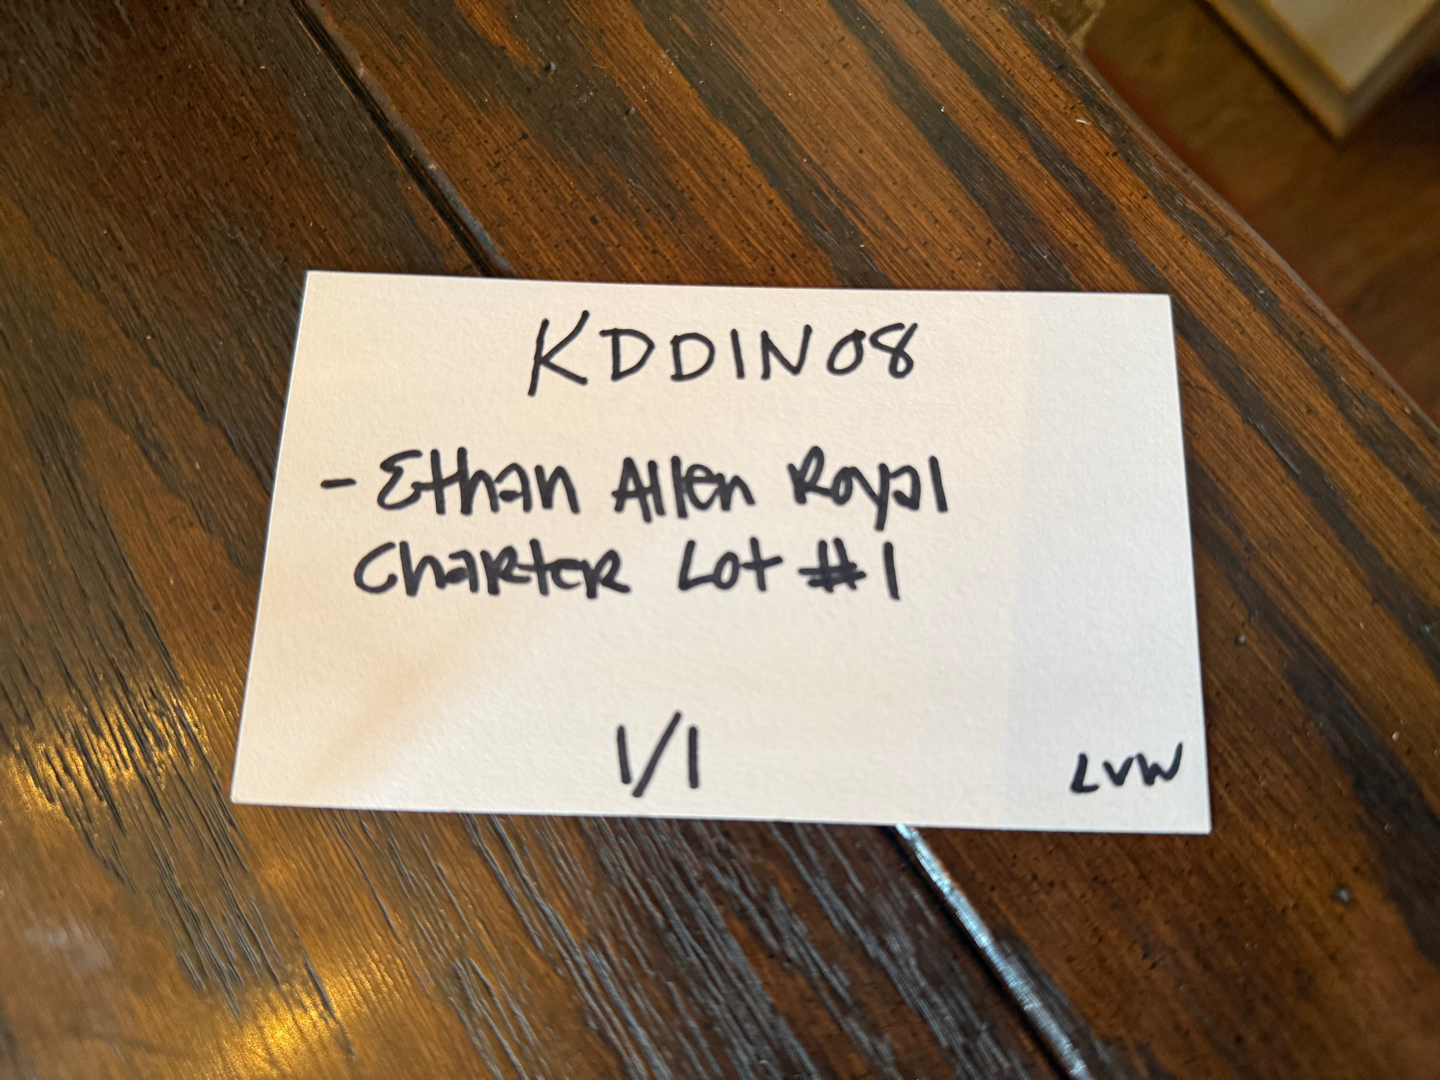 KDDIN08
- Ethan Allen Royal
Charter Lot #1
1/1
LVW